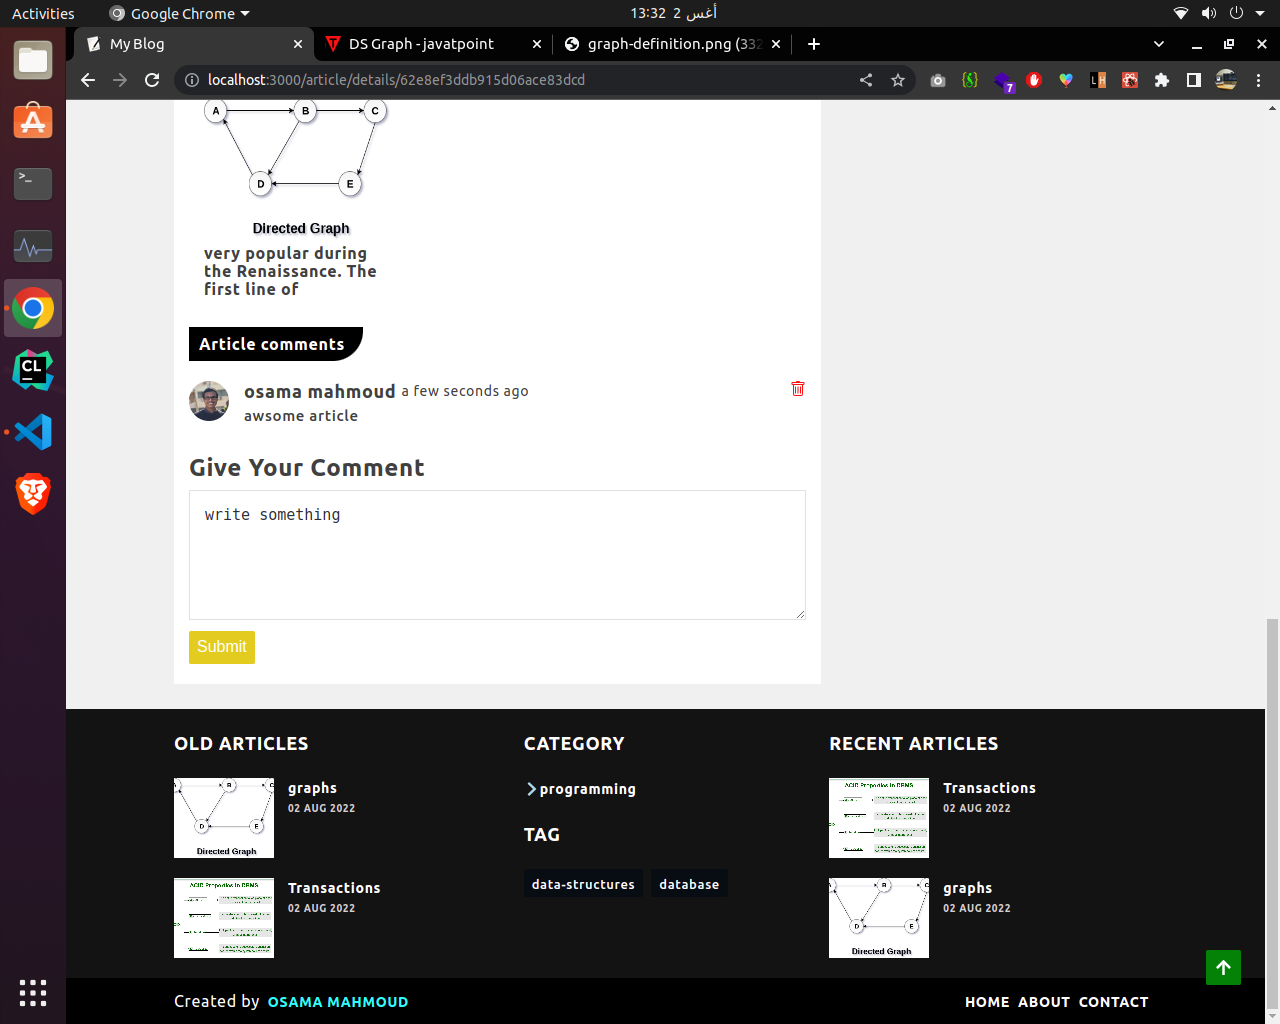 Activities
Google Chrome
13:32 2 أغس
My Blog
DS Graph - javatpoint
graph-definition.png (332
localhost:3000/article/details/62e8ef3ddb915d06ace83dcd
7
A
B
C
D
E
Directed Graph
very popular during
the Renaissance. The
first line of
Article comments
osama mahmoud a few seconds ago
awsome article
Give Your Comment
write something
Submit
OLD ARTICLES
graphs
02 AUG 2022
Directed Graph
ACID Properties in DBMS
Transactions
02 AUG 2022
CATEGORY
programming
TAG
data-structures
database
RECENT ARTICLES
ACID Properties in DBMS
Transactions
02 AUG 2022
graphs
02 AUG 2022
Directed Graph
Created by OSAMA MAHMOUD
HOME ABOUT CONTACT